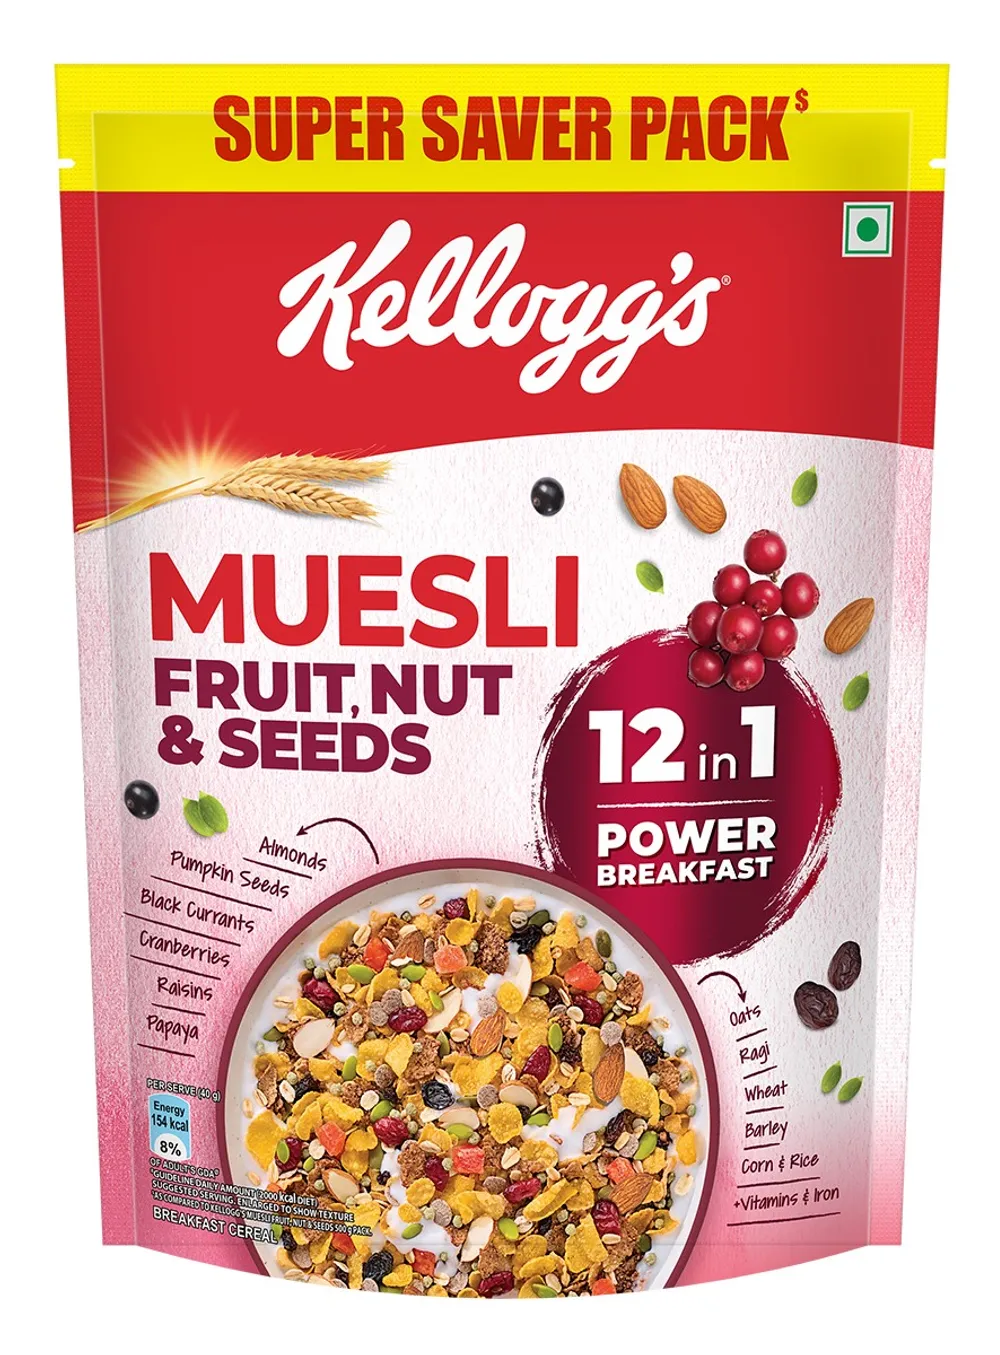 SUPER SAVER PACK$
Kellogg's®
MUESLI
FRUIT, NUT
& SEEDS
12 in 1
POWER
BREAKFAST
Almonds
Pumpkin Seeds
Black Currants
Cranberries
Raisins
Papaya
Oats
Ragi
Wheat
Barley
Corn & Rice
+Vitamins & Iron
PER SERVE (40 g)
Energy
154 kcal
8%
OF ADULT'S GDA#
#GUIDELINE DAILY AMOUNT (2000 kcal DIET)
SUGGESTED SERVING. ENLARGED TO SHOW TEXTURE
$AS COMPARED TO KELLOGG'S MUESLI FRUIT, NUT & SEEDS 500 g PACK.
BREAKFAST CEREAL